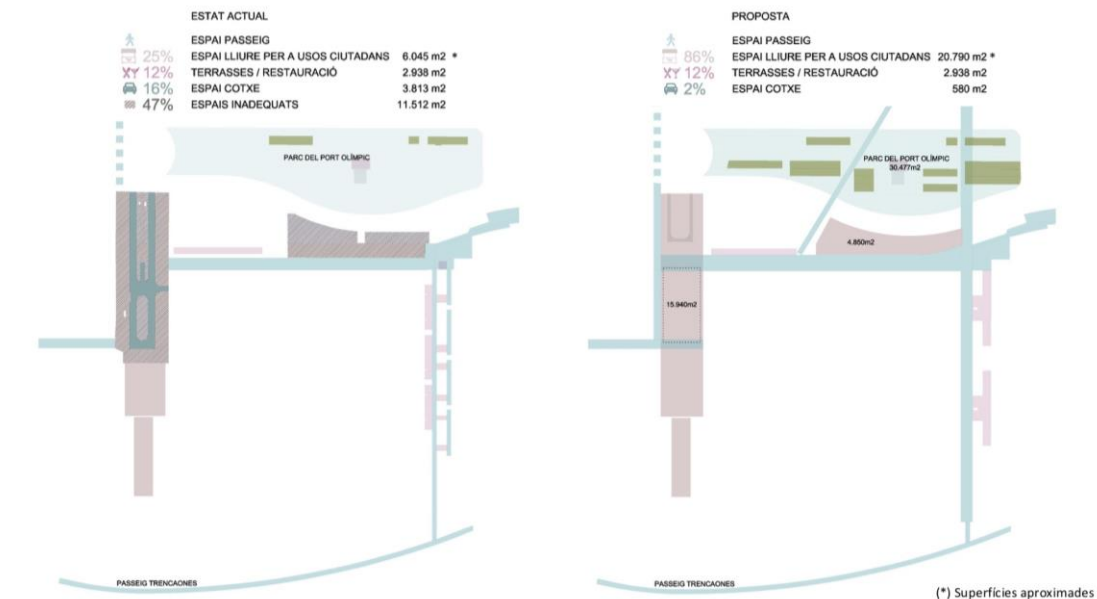 ESTAT ACTUAL
ESPAI PASSEIG
25% ESPAI LLIURE PER A USOS CIUTADANS 6.045 m2 *
12% TERRASSES / RESTAURACIÓ 2.938 m2
16% ESPAI COTXE 3.813 m2
47% ESPAIS INADEQUATS 11.512 m2
PARC DEL PORT OLÍMPIC
PASSEIG TRENCAONES
PROPOSTA
ESPAI PASSEIG
86% ESPAI LLIURE PER A USOS CIUTADANS 20.790 m2 *
12% TERRASSES / RESTAURACIÓ 2.938 m2
2% ESPAI COTXE 580 m2
PARC DEL PORT OLÍMPIC
30.477m2
4.850m2
15.940m2
PASSEIG TRENCAONES
(*) Superfícies aproximades